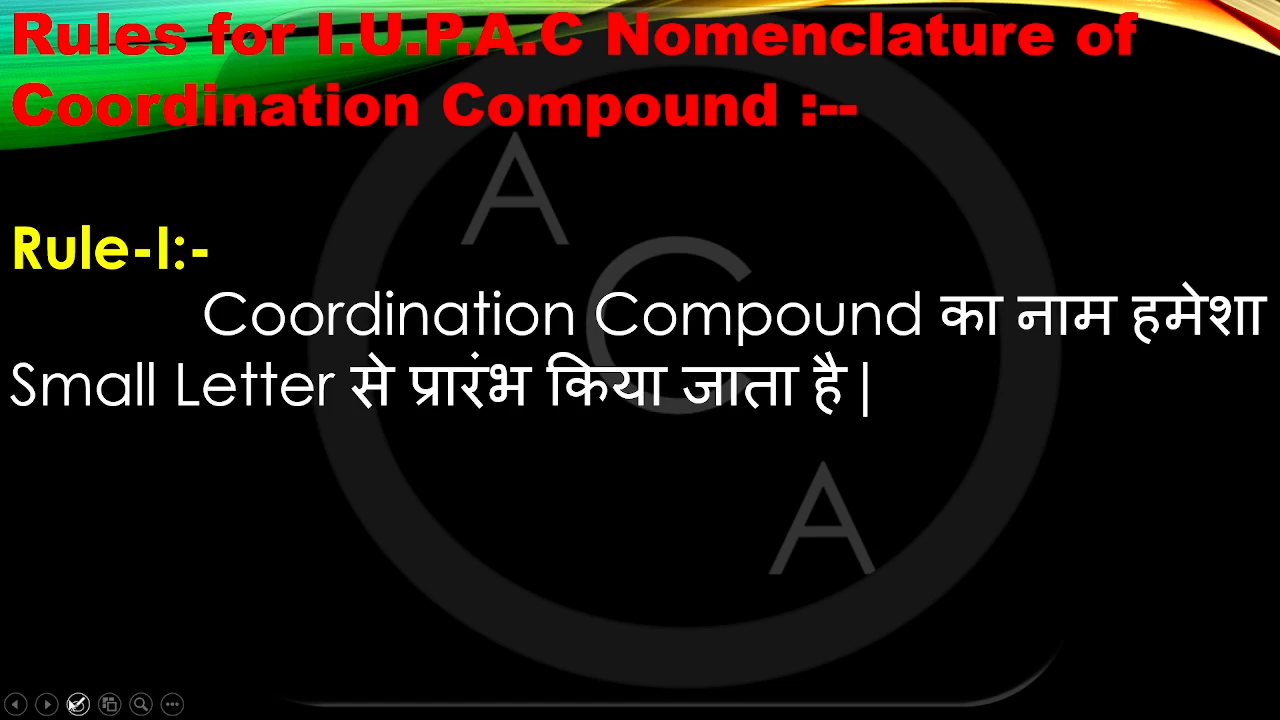 Rules for I.U.P.A.C Nomenclature of
Coordination Compound :--
A
C
A
Rule-I:-
Coordination Compound का नाम हमेशा
Small Letter से प्रारंभ किया जाता है|